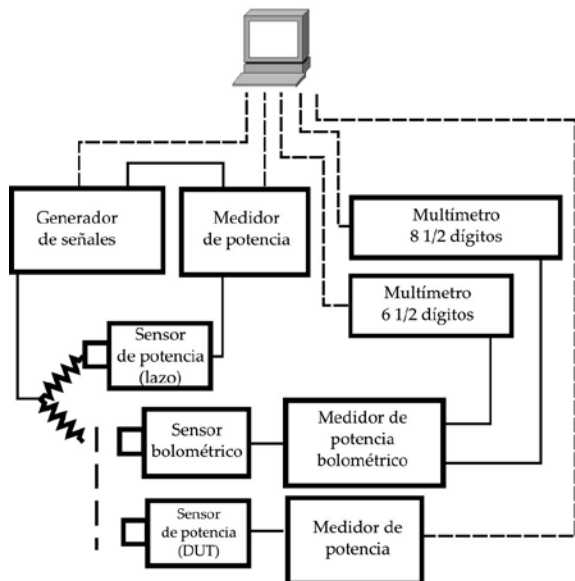 Generador
de señales
Medidor
de potencia
Multímetro
8 1/2 dígitos
Multímetro
6 1/2 dígitos
Sensor
de potencia
(lazo)
Sensor
bolométrico
Medidor de
potencia
bolométrico
Sensor
de potencia
(DUT)
Medidor de
potencia